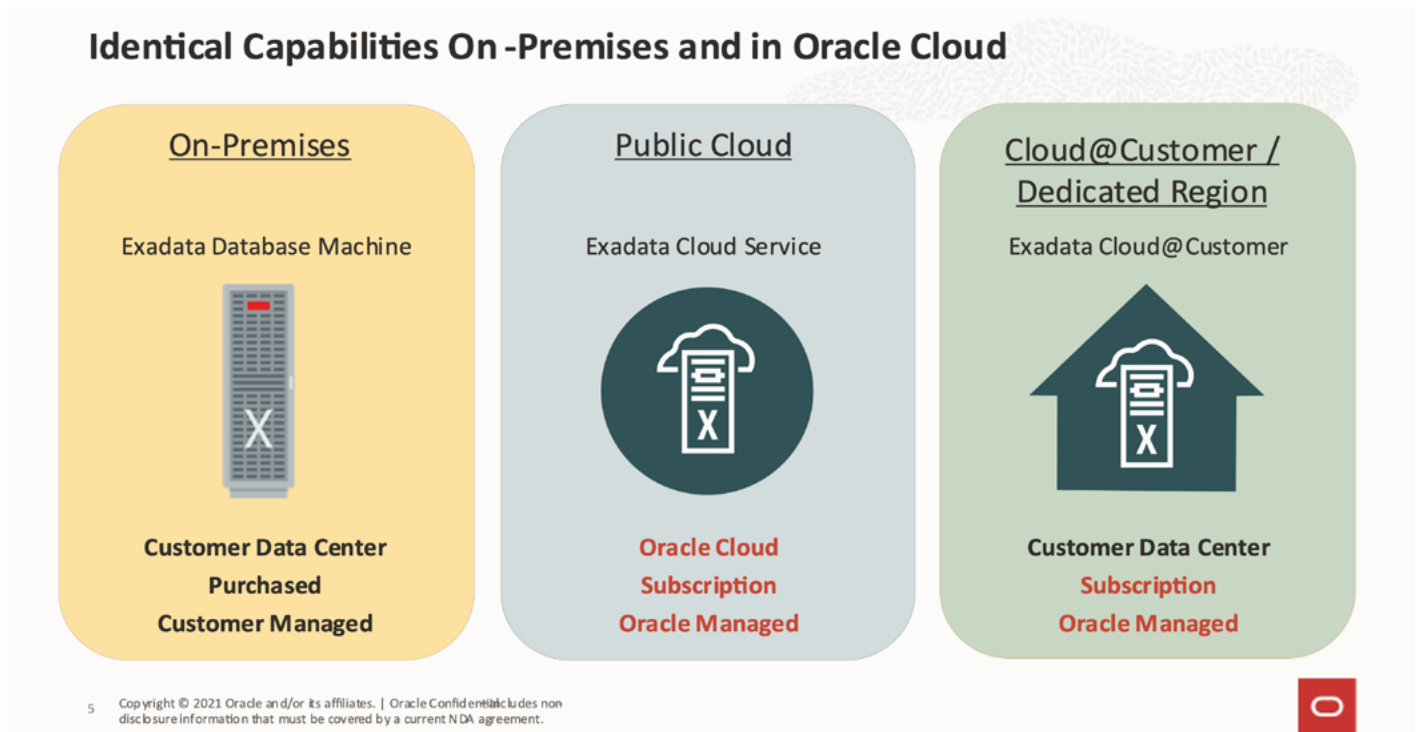 Identical Capabilities On -Premises and in Oracle Cloud
On-Premises
Exadata Database Machine
X
Customer Data Center
Purchased
Customer Managed
Public Cloud
Exadata Cloud Service
X
Oracle Cloud
Subscription
Oracle Managed
Cloud@Customer /
Dedicated Region
Exadata Cloud@Customer
X
Customer Data Center
Subscription
Oracle Managed
5
Copyright © 2021 Oracle and/or its affiliates. | Oracle Confidential includes non-
disclosure information that must be covered by a current NDA agreement.